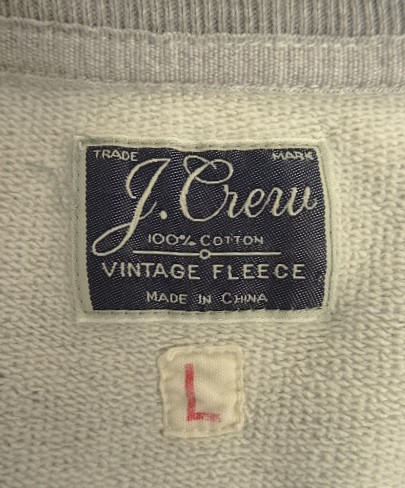 TRADE MARK
J. Crew
100% COTTON
VINTAGE FLEECE
MADE IN CHINA
L